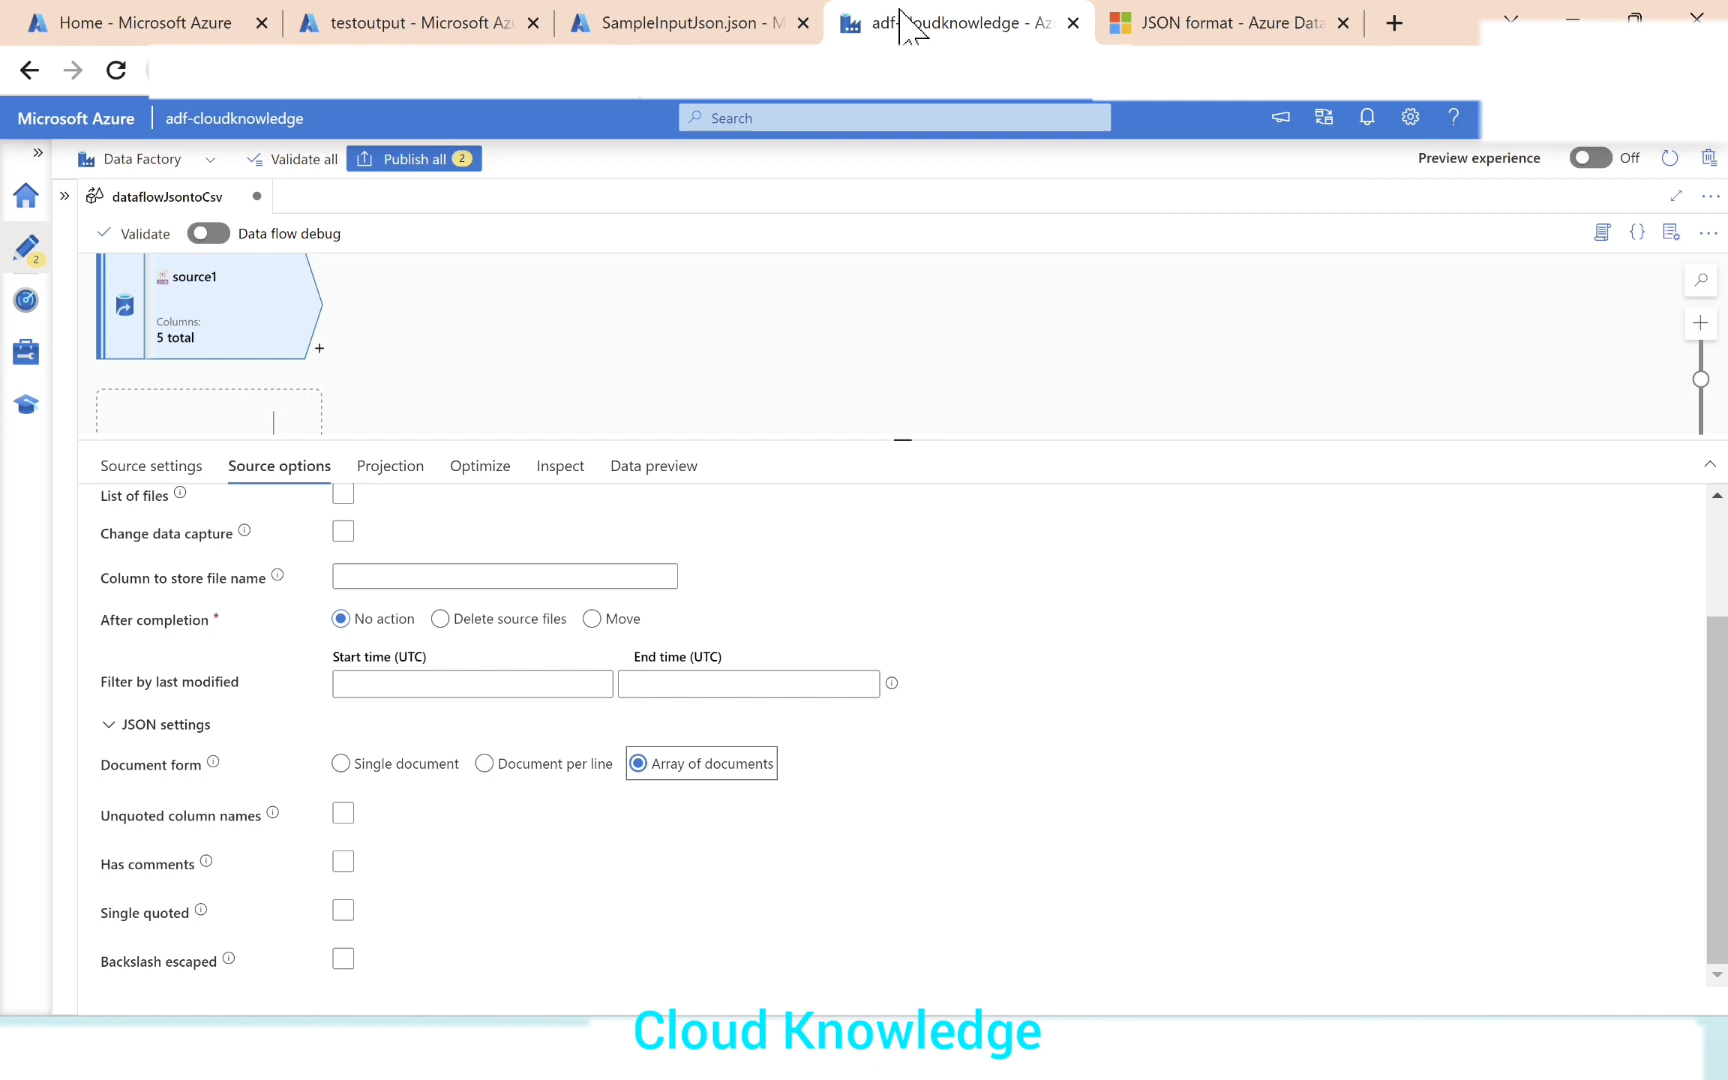 Home - Microsoft Azure
testoutput - Microsoft Az
SampleInputJson.json - M
adf- oudknowledge - Az
JSON format - Azure Data
Microsoft Azure
adf-cloudknowledge
Search
Data Factory
Validate all
Publish all 2
Preview experience
Off
dataflowJsontoCsv
2
Validate
Data flow debug
source1
Columns:
5 total
Source settings
Source options
Projection
Optimize
Inspect
Data preview
List of files
Change data capture
Column to store file name
After completion *
No action
Delete source files
Move
Start time (UTC)
End time (UTC)
Filter by last modified
JSON settings
Document form
Single document
Document per line
Array of documents
Unquoted column names
Has comments
Single quoted
Backslash escaped
Cloud Knowledge